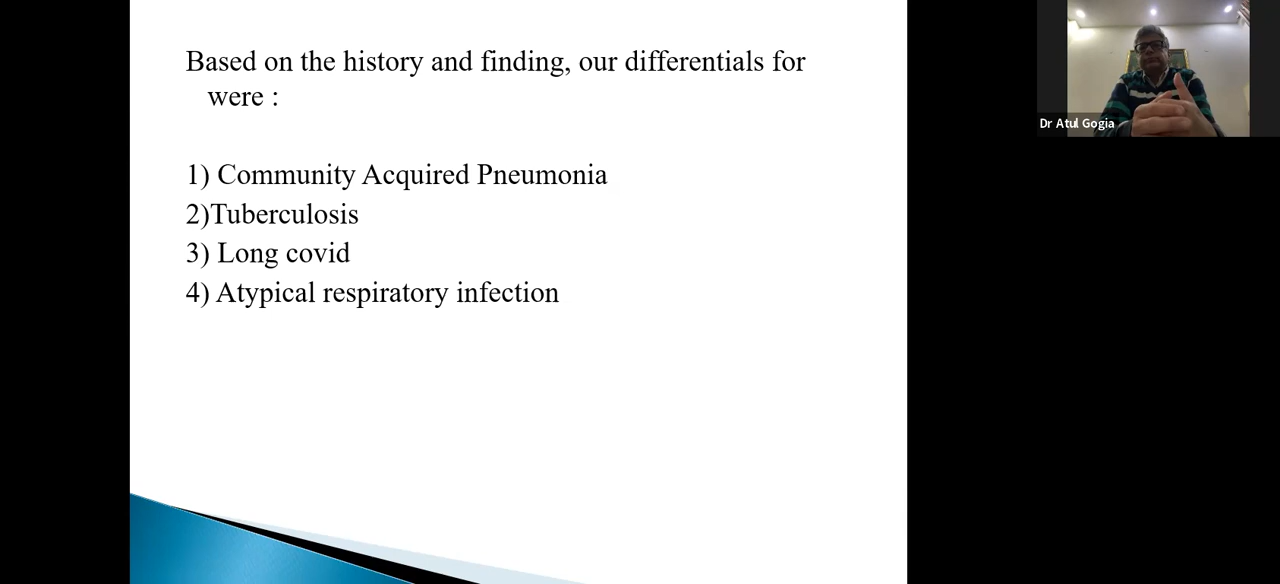 Based on the history and finding, our differentials for
were :
1) Community Acquired Pneumonia
2)Tuberculosis
3) Long covid
4) Atypical respiratory infection
Dr Atul Gogia